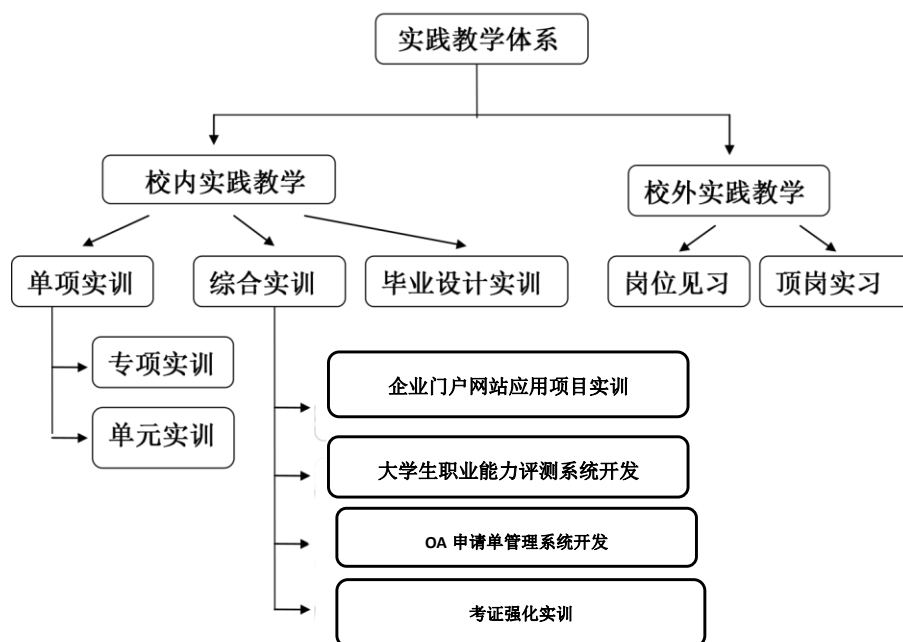 实践教学体系
校内实践教学
校外实践教学
单项实训
综合实训
毕业设计实训
岗位见习
顶岗实习
专项实训
单元实训
企业门户网站应用项目实训
大学生职业能力评测系统开发
OA 申请单管理系统开发
考证强化实训